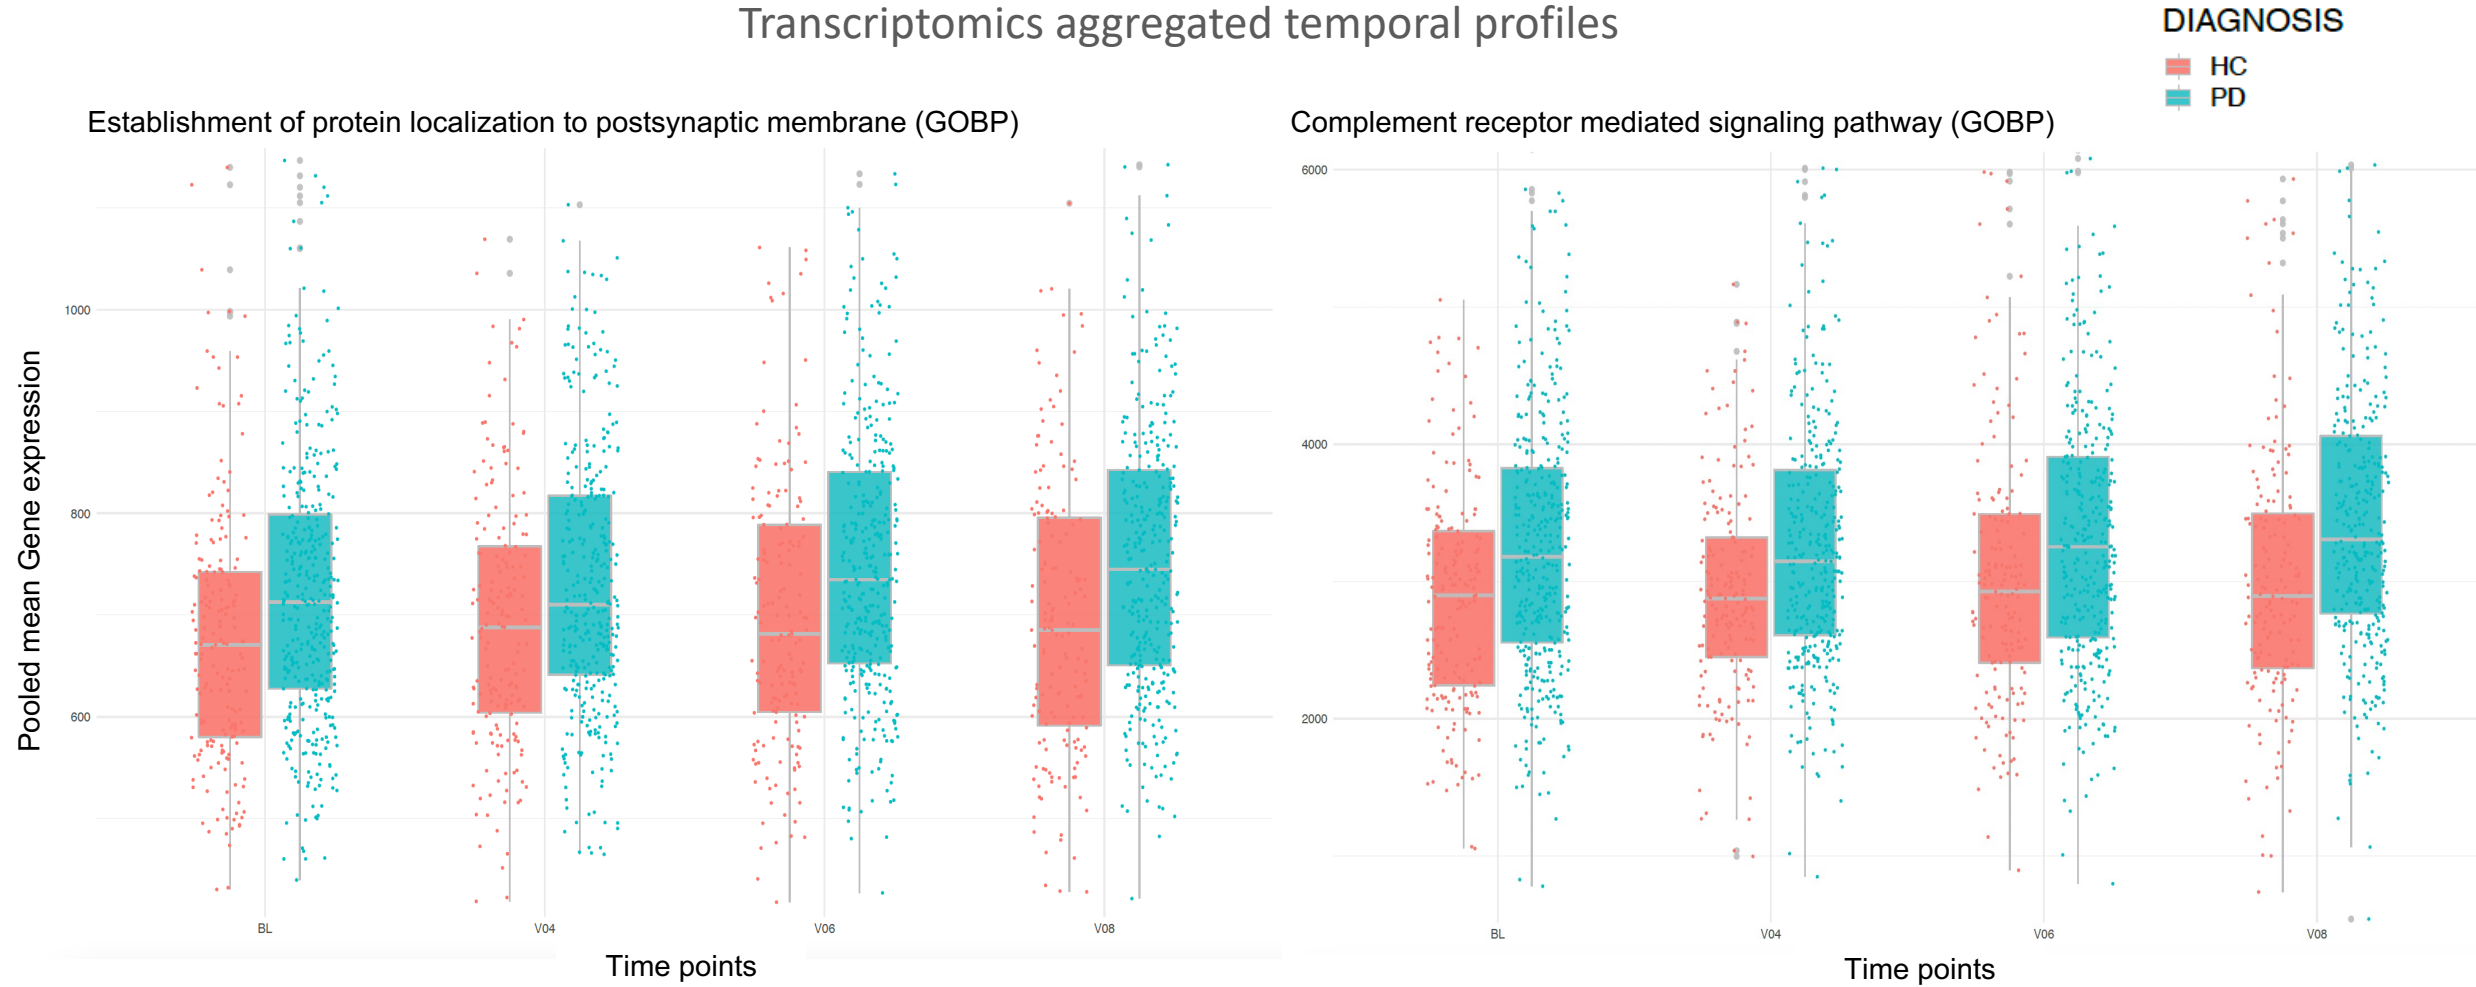 Transcriptomics aggregated temporal profiles
DIAGNOSIS
HC
PD
Establishment of protein localization to postsynaptic membrane (GOBP)
Pooled mean Gene expression
1000
800
600
BL V04 V06 V08
Time points
Complement receptor mediated signaling pathway (GOBP)
6000
4000
2000
BL V04 V06 V08
Time points